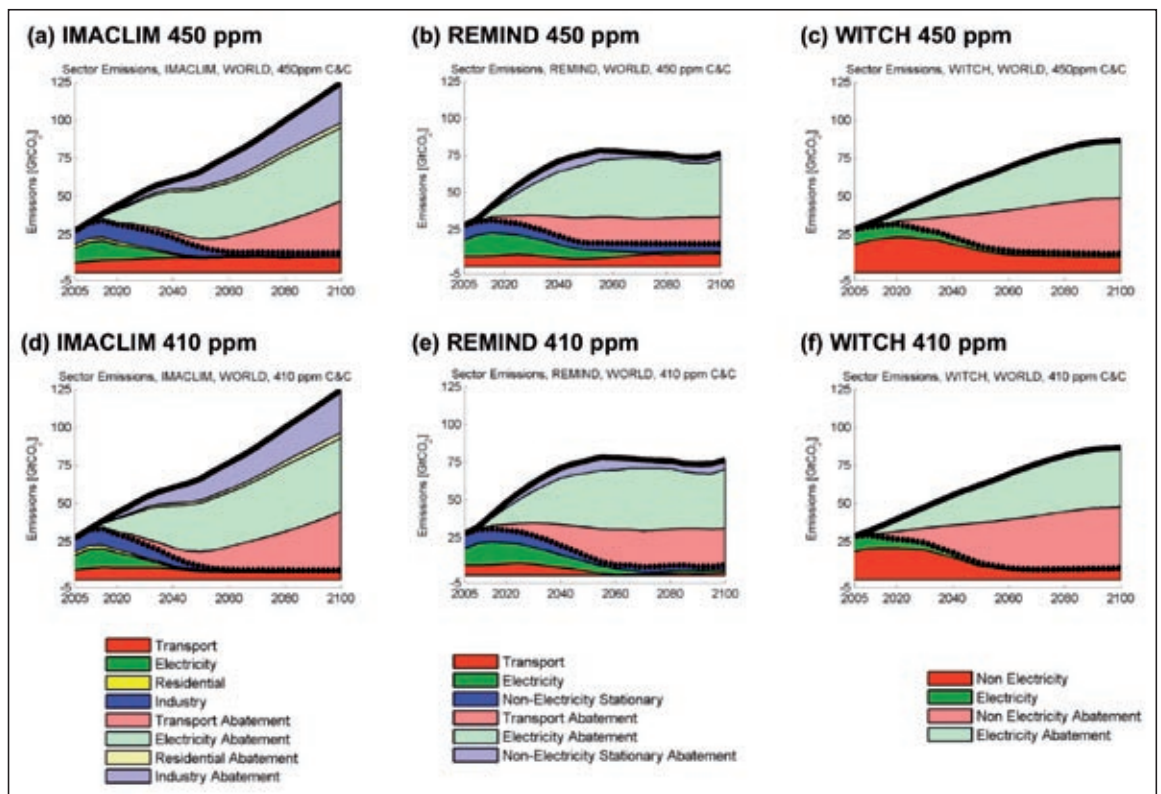 (a) IMACLIM 450 ppm
Sector Emissions, IMACLIM, WORLD, 450ppm C&C
Emissions [GtCO2]
125
100
75
50
25
-5
2005 2020 2040 2060 2100
(b) REMIND 450 ppm
Sector Emissions, REMIND, WORLD, 450 ppm C&C
Emissions [GtCO2]
125
100
75
50
25
-5
2005 2020 2040 2060 2100
(c) WITCH 450 ppm
Sector Emissions, WITCH, WORLD, 450ppm C&C
Emissions [GtCO2]
125
100
75
50
25
-5
2005 2020 2040 2060 2100
(d) IMACLIM 410 ppm
Sector Emissions, IMACLIM, WORLD, 410 ppm C&C
Emissions [GtCO2]
125
100
75
50
25
-5
2005 2020 2040 2060 2100
(e) REMIND 410 ppm
Sector Emissions, REMIND, WORLD, 410 ppm C&C
Emissions [GtCO2]
125
100
75
50
25
-5
2005 2020 2040 2060 2100
(f) WITCH 410 ppm
Sector Emissions, WITCH, WORLD, 410 ppm C&C
Emissions [GtCO2]
125
100
75
50
25
-5
2005 2020 2040 2060 2100
Transport
Electricity
Residential
Industry
Transport Abatement
Electricity Abatement
Residential Abatement
Industry Abatement
Transport
Electricity
Non-Electricity Stationary
Transport Abatement
Electricity Abatement
Non-Electricity Stationary Abatement
Non Electricity
Electricity
Non Electricity Abatement
Electricity Abatement